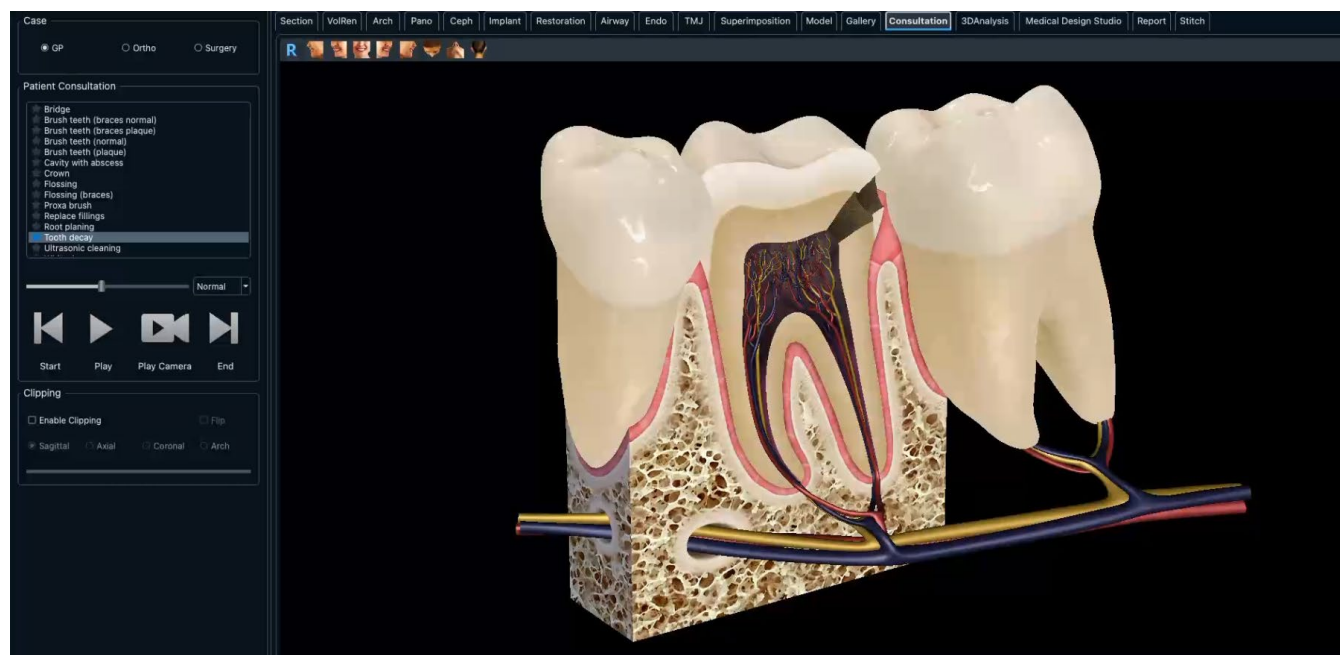 Case
GP Ortho Surgery
Patient Consultation
Bridge
Brush teeth (braces normal)
Brush teeth (braces plaque)
Brush teeth (normal)
Brush teeth (plaque)
Cavity with abscess
Crown
Flossing
Flossing (braces)
Proxa brush
Replace fillings
Root planing
Tooth decay
Ultrasonic cleaning
Normal
Start Play Play Camera End
Clipping
Enable Clipping Flip
Sagittal Axial Coronal Arch
Section VolRen Arch Pano Ceph Implant Restoration Airway Endo TMJ Superimposition Model Gallery Consultation 3DAnalysis Medical Design Studio Report Stitch
R